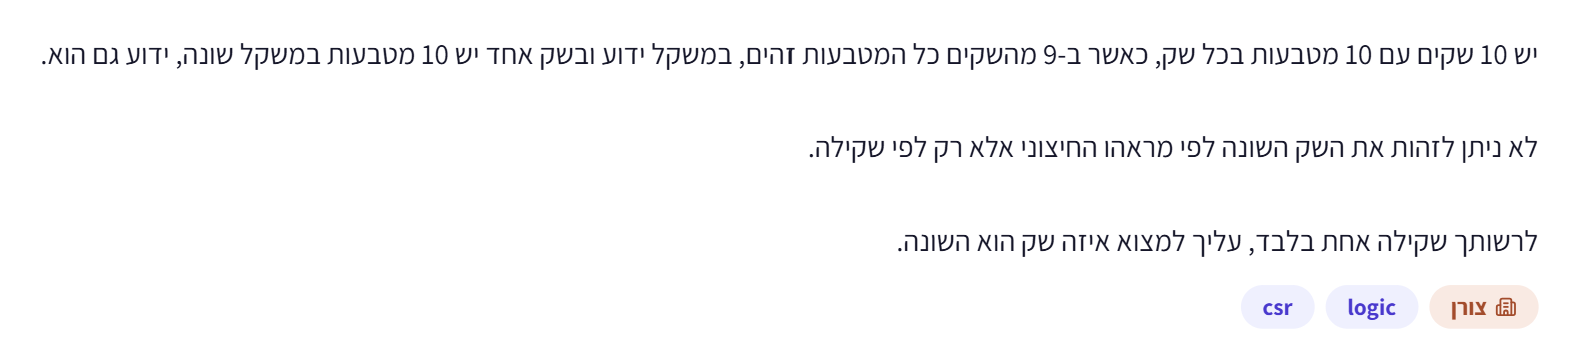 יש 10 שקים עם 10 מטבעות בכל שק, כאשר ב-9 מהשקים כל המטבעות זהים, במשקל ידוע ובשק אחד יש 10 מטבעות במשקל שונה, ידוע גם הוא.
לא ניתן לזהות את השק השונה לפי מראהו החיצוני אלא רק לפי שקילה.
לרשותך שקילה אחת בלבד, עליך למצוא איזה שק הוא השונה.
צורן logic csr